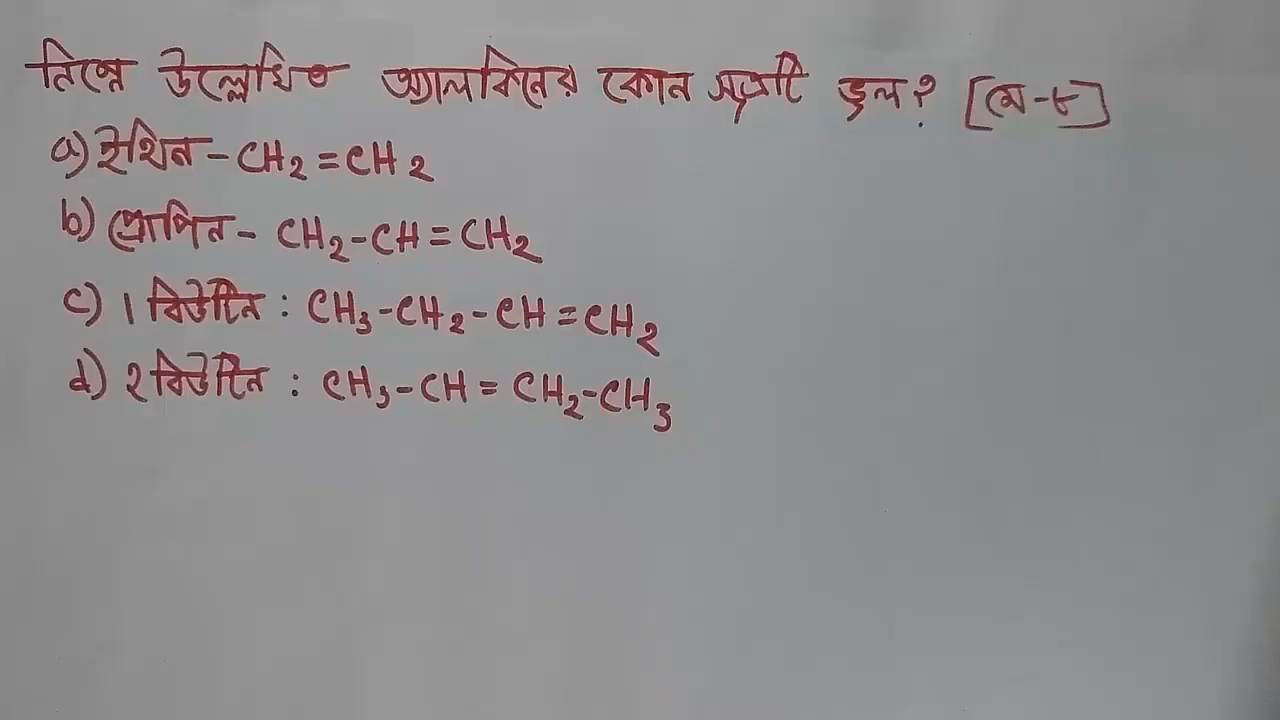 নিম্নে উল্লেখিত অ্যালকিনের কোন সূত্রটি ভুল? [মে-৮]
a) ইথিন - CH₂=CH₂
b) প্রোপিন - CH₂-CH=CH₂
c) 1 বিউটিন : CH₃-CH₂-CH=CH₂
d) 2 বিউটিন : CH₃-CH=CH₂-CH₃